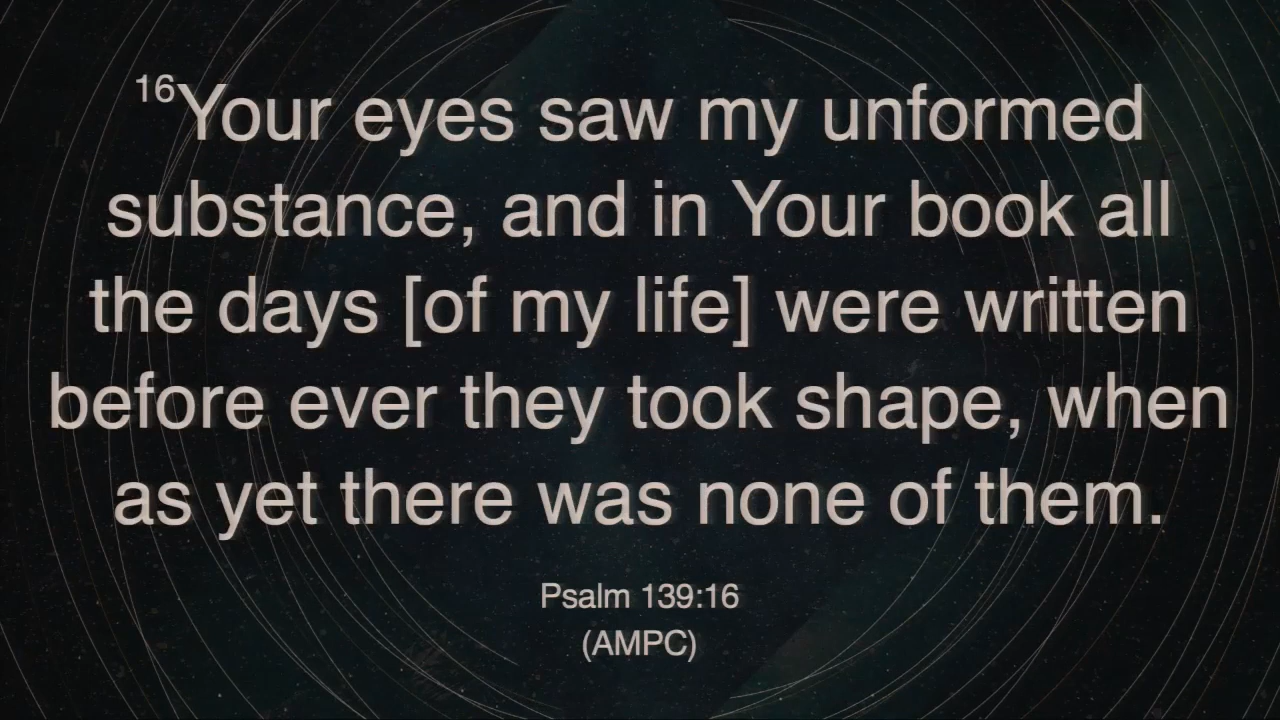 16Your eyes saw my unformed
substance, and in Your book all
the days [of my life] were written
before ever they took shape, when
as yet there was none of them.
Psalm 139:16
(AMPC)